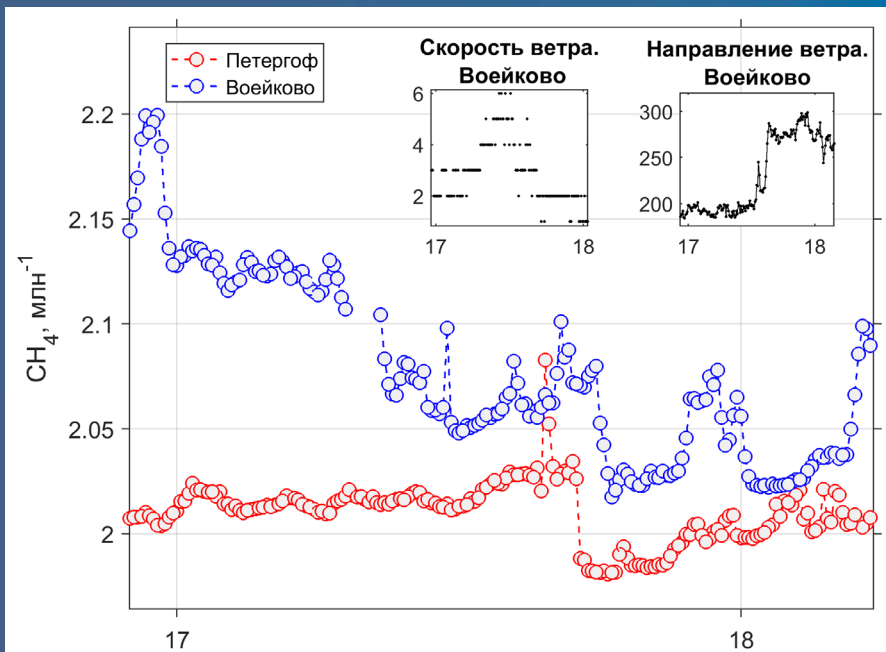 Петергоф
Воейково
Скорость ветра.
Воейково
6
4
2
17
18
Направление ветра.
Воейково
300
250
200
17
18
CH₄, млн⁻¹
2.2
2.15
2.1
2.05
2
17
18